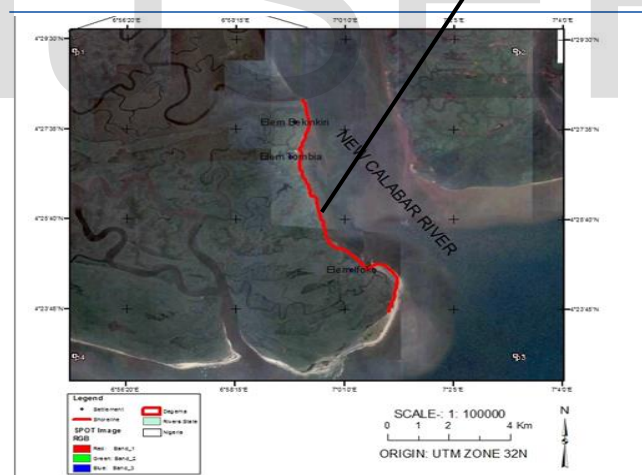 6°56'20"E 6°58'15"E 7°0'10"E 7°2'5"E 7°4'0"E
4°29'30"N 4°29'30"N
4°27'35"N Elem Bekinkiri 4°27'35"N
Elem Tombia
NEW CALABAR RIVER
4°25'40"N 4°25'40"N
Elem Ifoko
4°23'45"N 4°23'45"N
6°56'20"E 6°58'15"E 7°0'10"E 7°2'5"E 7°4'0"E
Legend
Settlement
Shoreline
SPOT Image
RGB
Red: Band_1
Green: Band_2
Blue: Band_3
Degema
Rivers State
Nigeria
SCALE-: 1: 100000
0 1 2 4 Km
ORIGIN: UTM ZONE 32N
N